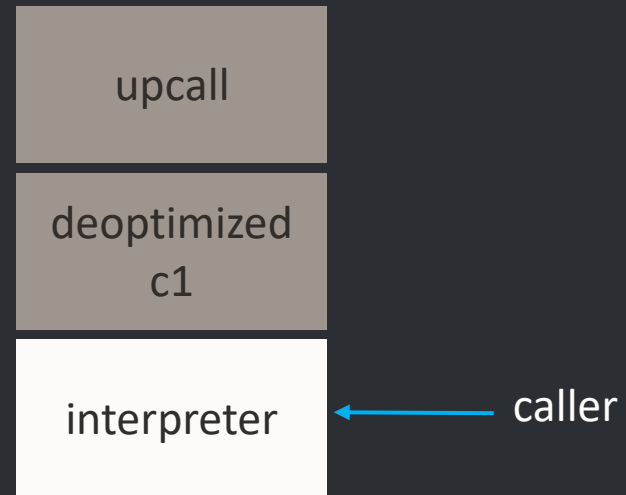 upcall
deoptimized
c1
interpreter
caller